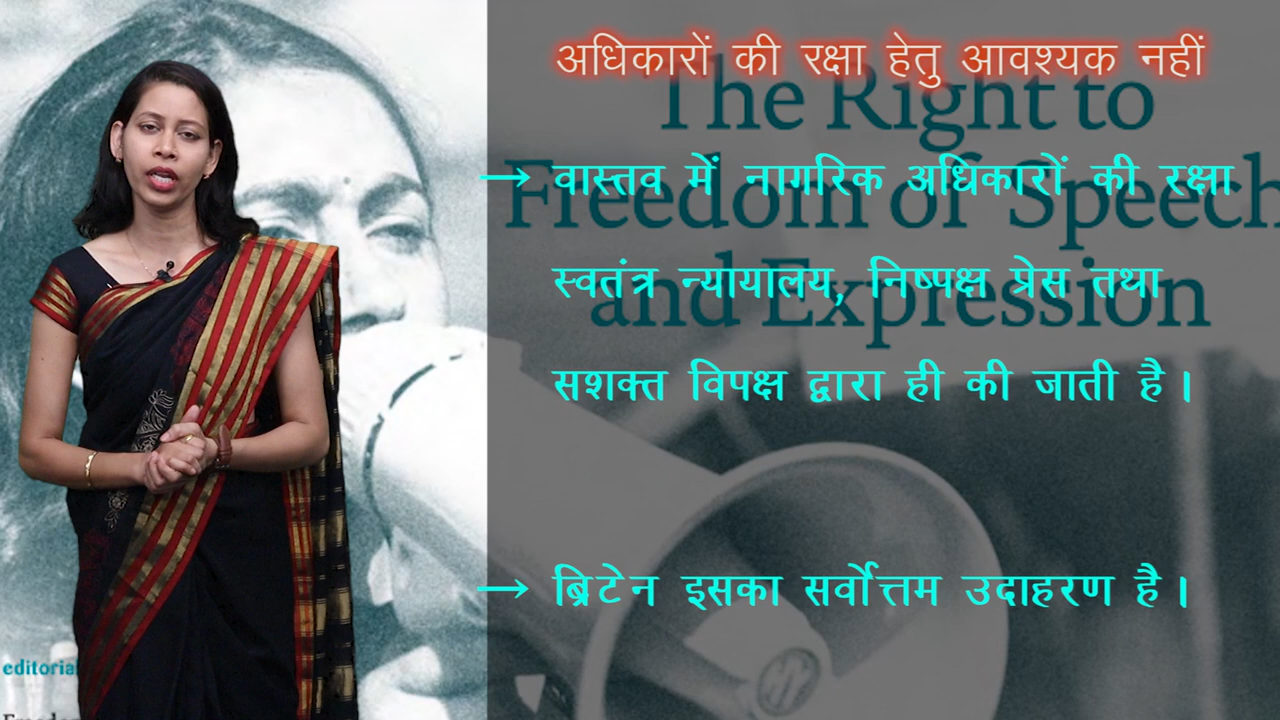 अधिकारों की रक्षा हेतु आवश्यक नहीं
The Right to
Freedom of Speech
and Expression
→ वास्तव में नागरिक अधिकारों की रक्षा
स्वतंत्र न्यायालय, निष्पक्ष प्रेस तथा
सशक्त विपक्ष द्वारा ही की जाती है।
→ ब्रिटेन इसका सर्वोत्तम उदाहरण है।
editorial